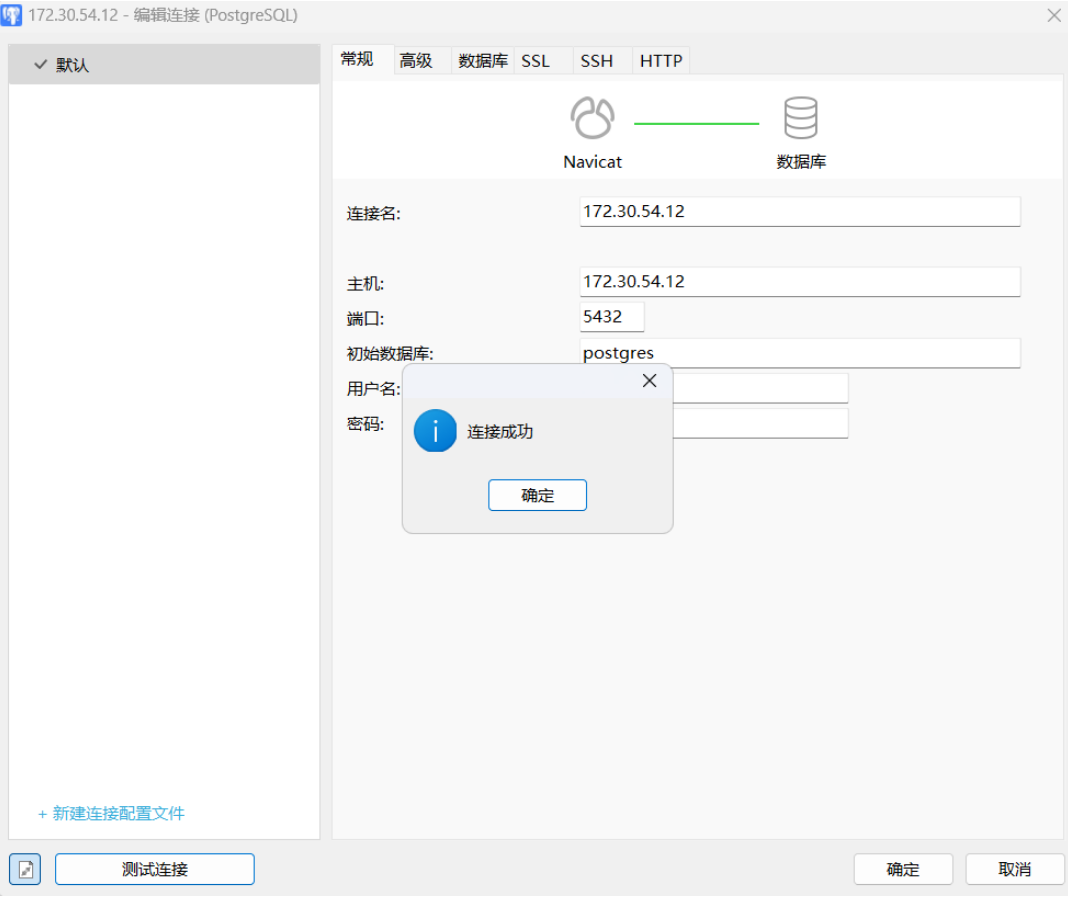 172.30.54.12 - 编辑连接 (PostgreSQL)
默认
常规 高级 数据库 SSL SSH HTTP
Navicat 数据库
连接名: 172.30.54.12
主机: 172.30.54.12
端口: 5432
初始数据库: postgres
用户名:
密码:
连接成功
确定
+ 新建连接配置文件
测试连接 确定 取消